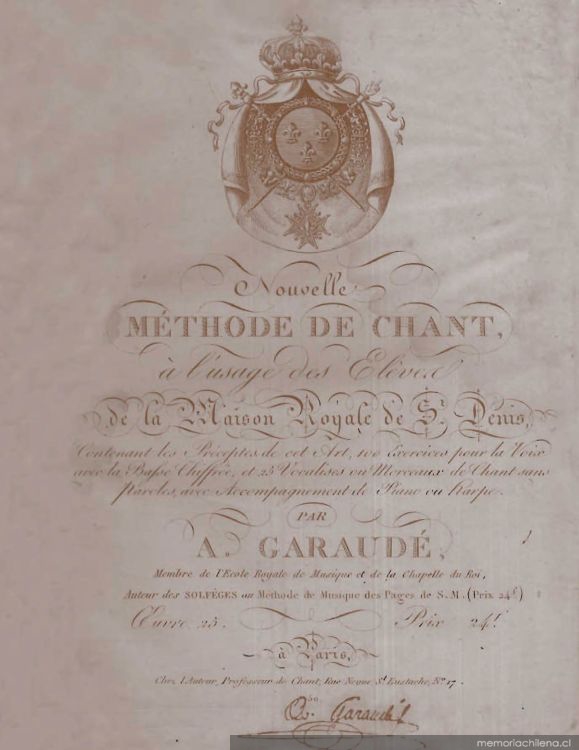 Nouvelle
MÉTHODE DE CHANT,
à l'usage des Elèves
de la Maison Royale de St. Denis,
Contenant les Préceptes de cet Art, 100 Exercices pour la Voix
avec la Basse Chiffrée, et 25 Vocalises ou Morceaux de Chant sans
Paroles, avec Accompagnement de Piano ou Harpe.
PAR
A. GARAUDÉ,
Membre de l'Ecole Royale de Musique et de la Chapelle du Roi,
Auteur des SOLFÉGES ou Méthode de Musique des Pages de S. M. (Prix 24f.)
Œuvre 25. Prix 24f.
à Paris,
Chez l'Auteur, Professeur de Chant, Rue Neuve St. Eustache, No. 17.
Garaudé
memoriachilena.cl